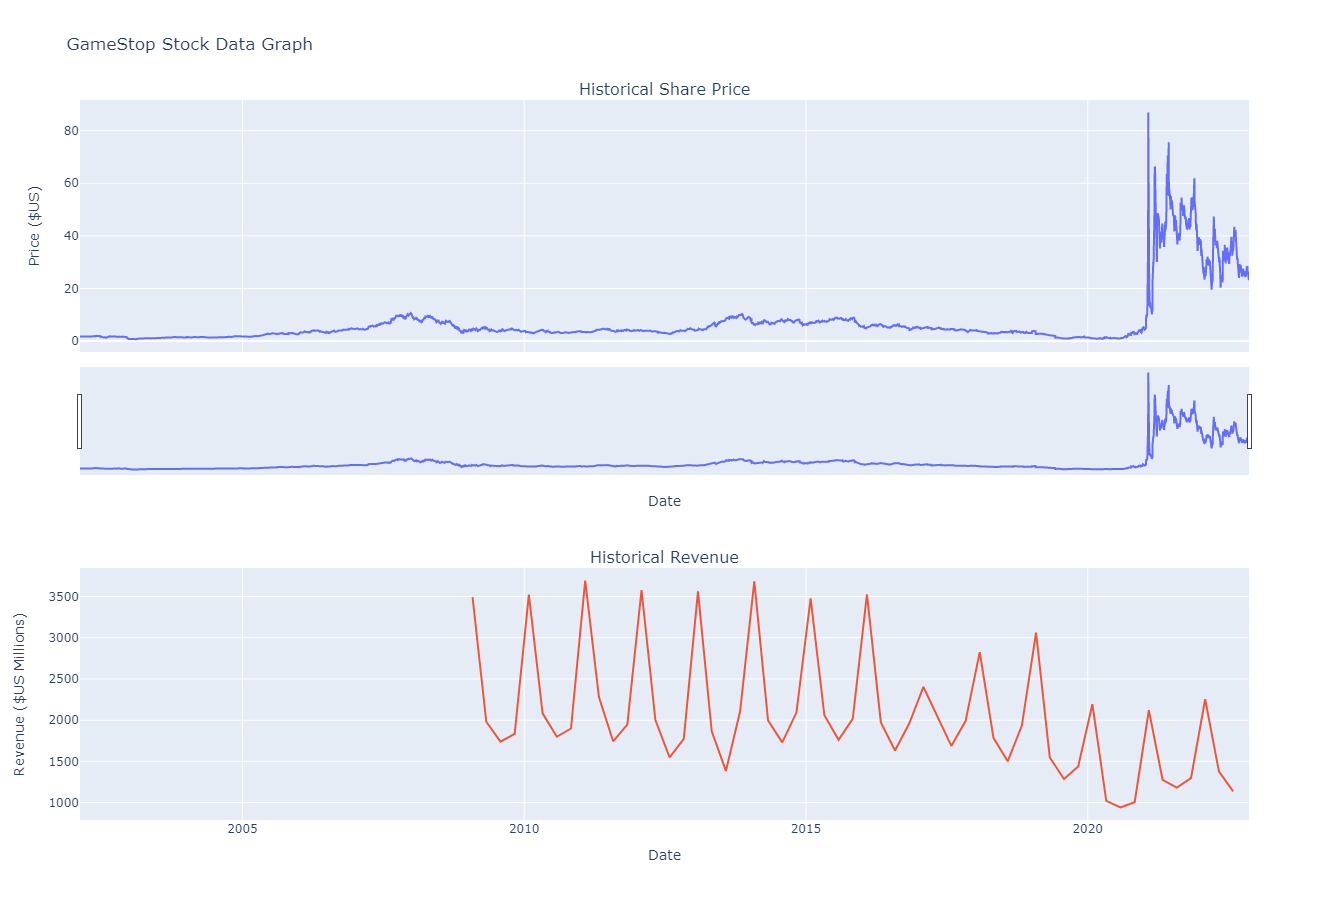 GameStop Stock Data Graph
Historical Share Price
80
60
40
20
0
Price ($US)
Date
Historical Revenue
3500
3000
2500
2000
1500
1000
Revenue ($US Millions)
2005 2010 2015 2020
Date